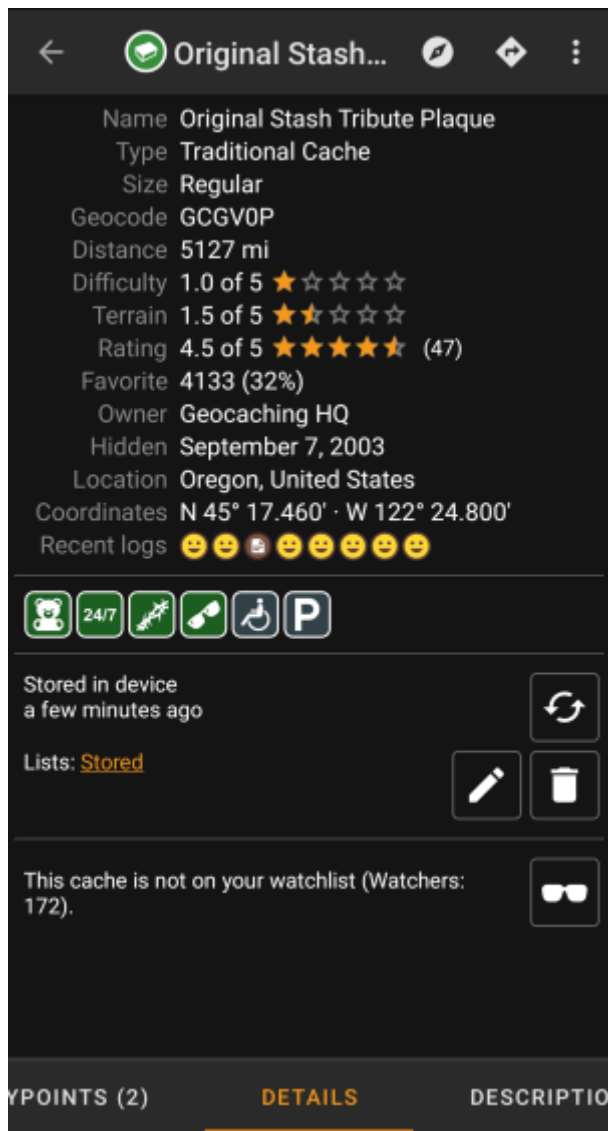 Original Stash...
Name Original Stash Tribute Plaque
Type Traditional Cache
Size Regular
Geocode GCGV0P
Distance 5127 mi
Difficulty 1.0 of 5
Terrain 1.5 of 5
Rating 4.5 of 5 (47)
Favorite 4133 (32%)
Owner Geocaching HQ
Hidden September 7, 2003
Location Oregon, United States
Coordinates N 45° 17.460' · W 122° 24.800'
Recent logs
24/7 P
Stored in device
a few minutes ago
Lists: Stored
This cache is not on your watchlist (Watchers:
172).
YPOINTS (2) DETAILS DESCRIPTIO